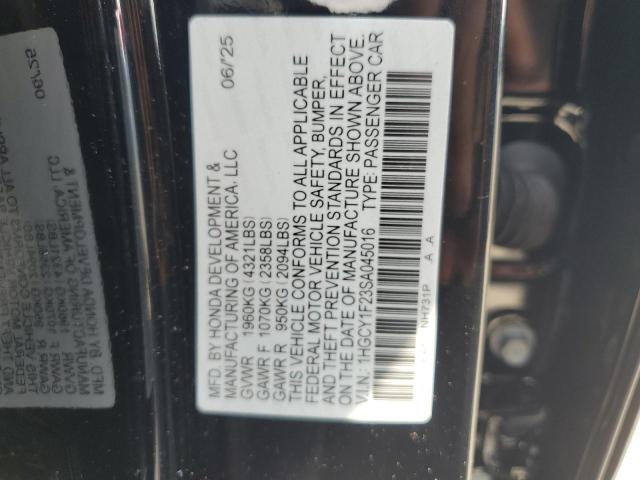 MFD. BY HONDA DEVELOPMENT & 06/'25
MANUFACTURING OF AMERICA, LLC
GVWR 1960KG (4321LBS)
GAWR F 1070KG (2358LBS)
GAWR R 950KG (2094LBS)
THIS VEHICLE CONFORMS TO ALL APPLICABLE
FEDERAL MOTOR VEHICLE SAFETY, BUMPER,
AND THEFT PREVENTION STANDARDS IN EFFECT
ON THE DATE OF MANUFACTURE SHOWN ABOVE.
V.I.N.: 1HGCY1F23SA045016 TYPE: PASSENGER CAR
NH731P A A